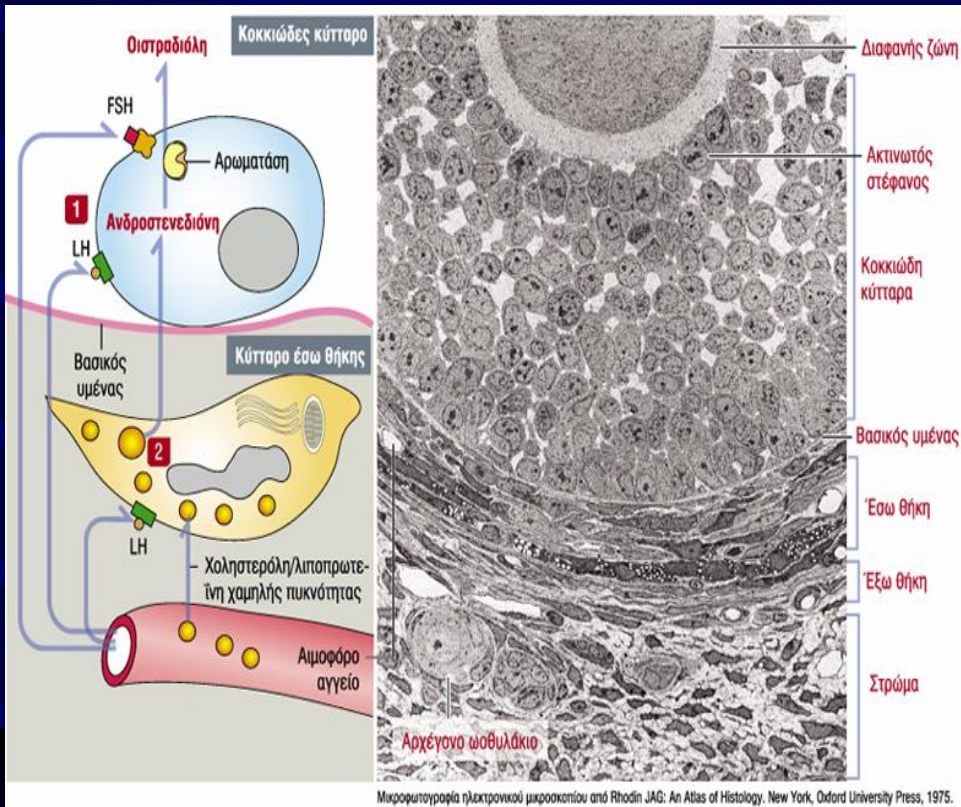 Οιστραδιόλη
Κοκκιώδες κύτταρο
FSH
Αρωματάση
1
Ανδροστενεδιόνη
LH
Βασικός
υμένας
Κύτταρο έσω θήκης
2
LH
Χοληστερόλη/λιποπρωτε-
ΐνη χαμηλής πυκνότητας
Αιμοφόρο
αγγείο
Διαφανής ζώνη
Ακτινωτός
στέφανος
Κοκκιώδη
κύτταρα
Βασικός υμένας
Έσω θήκη
Έξω θήκη
Στρώμα
Αρχέγονο ωοθυλάκιο
Μικροφωτογραφία ηλεκτρονικού μικροσκοπίου από Rhodin JAG: An Atlas of Histology. New York, Oxford University Press, 1975.